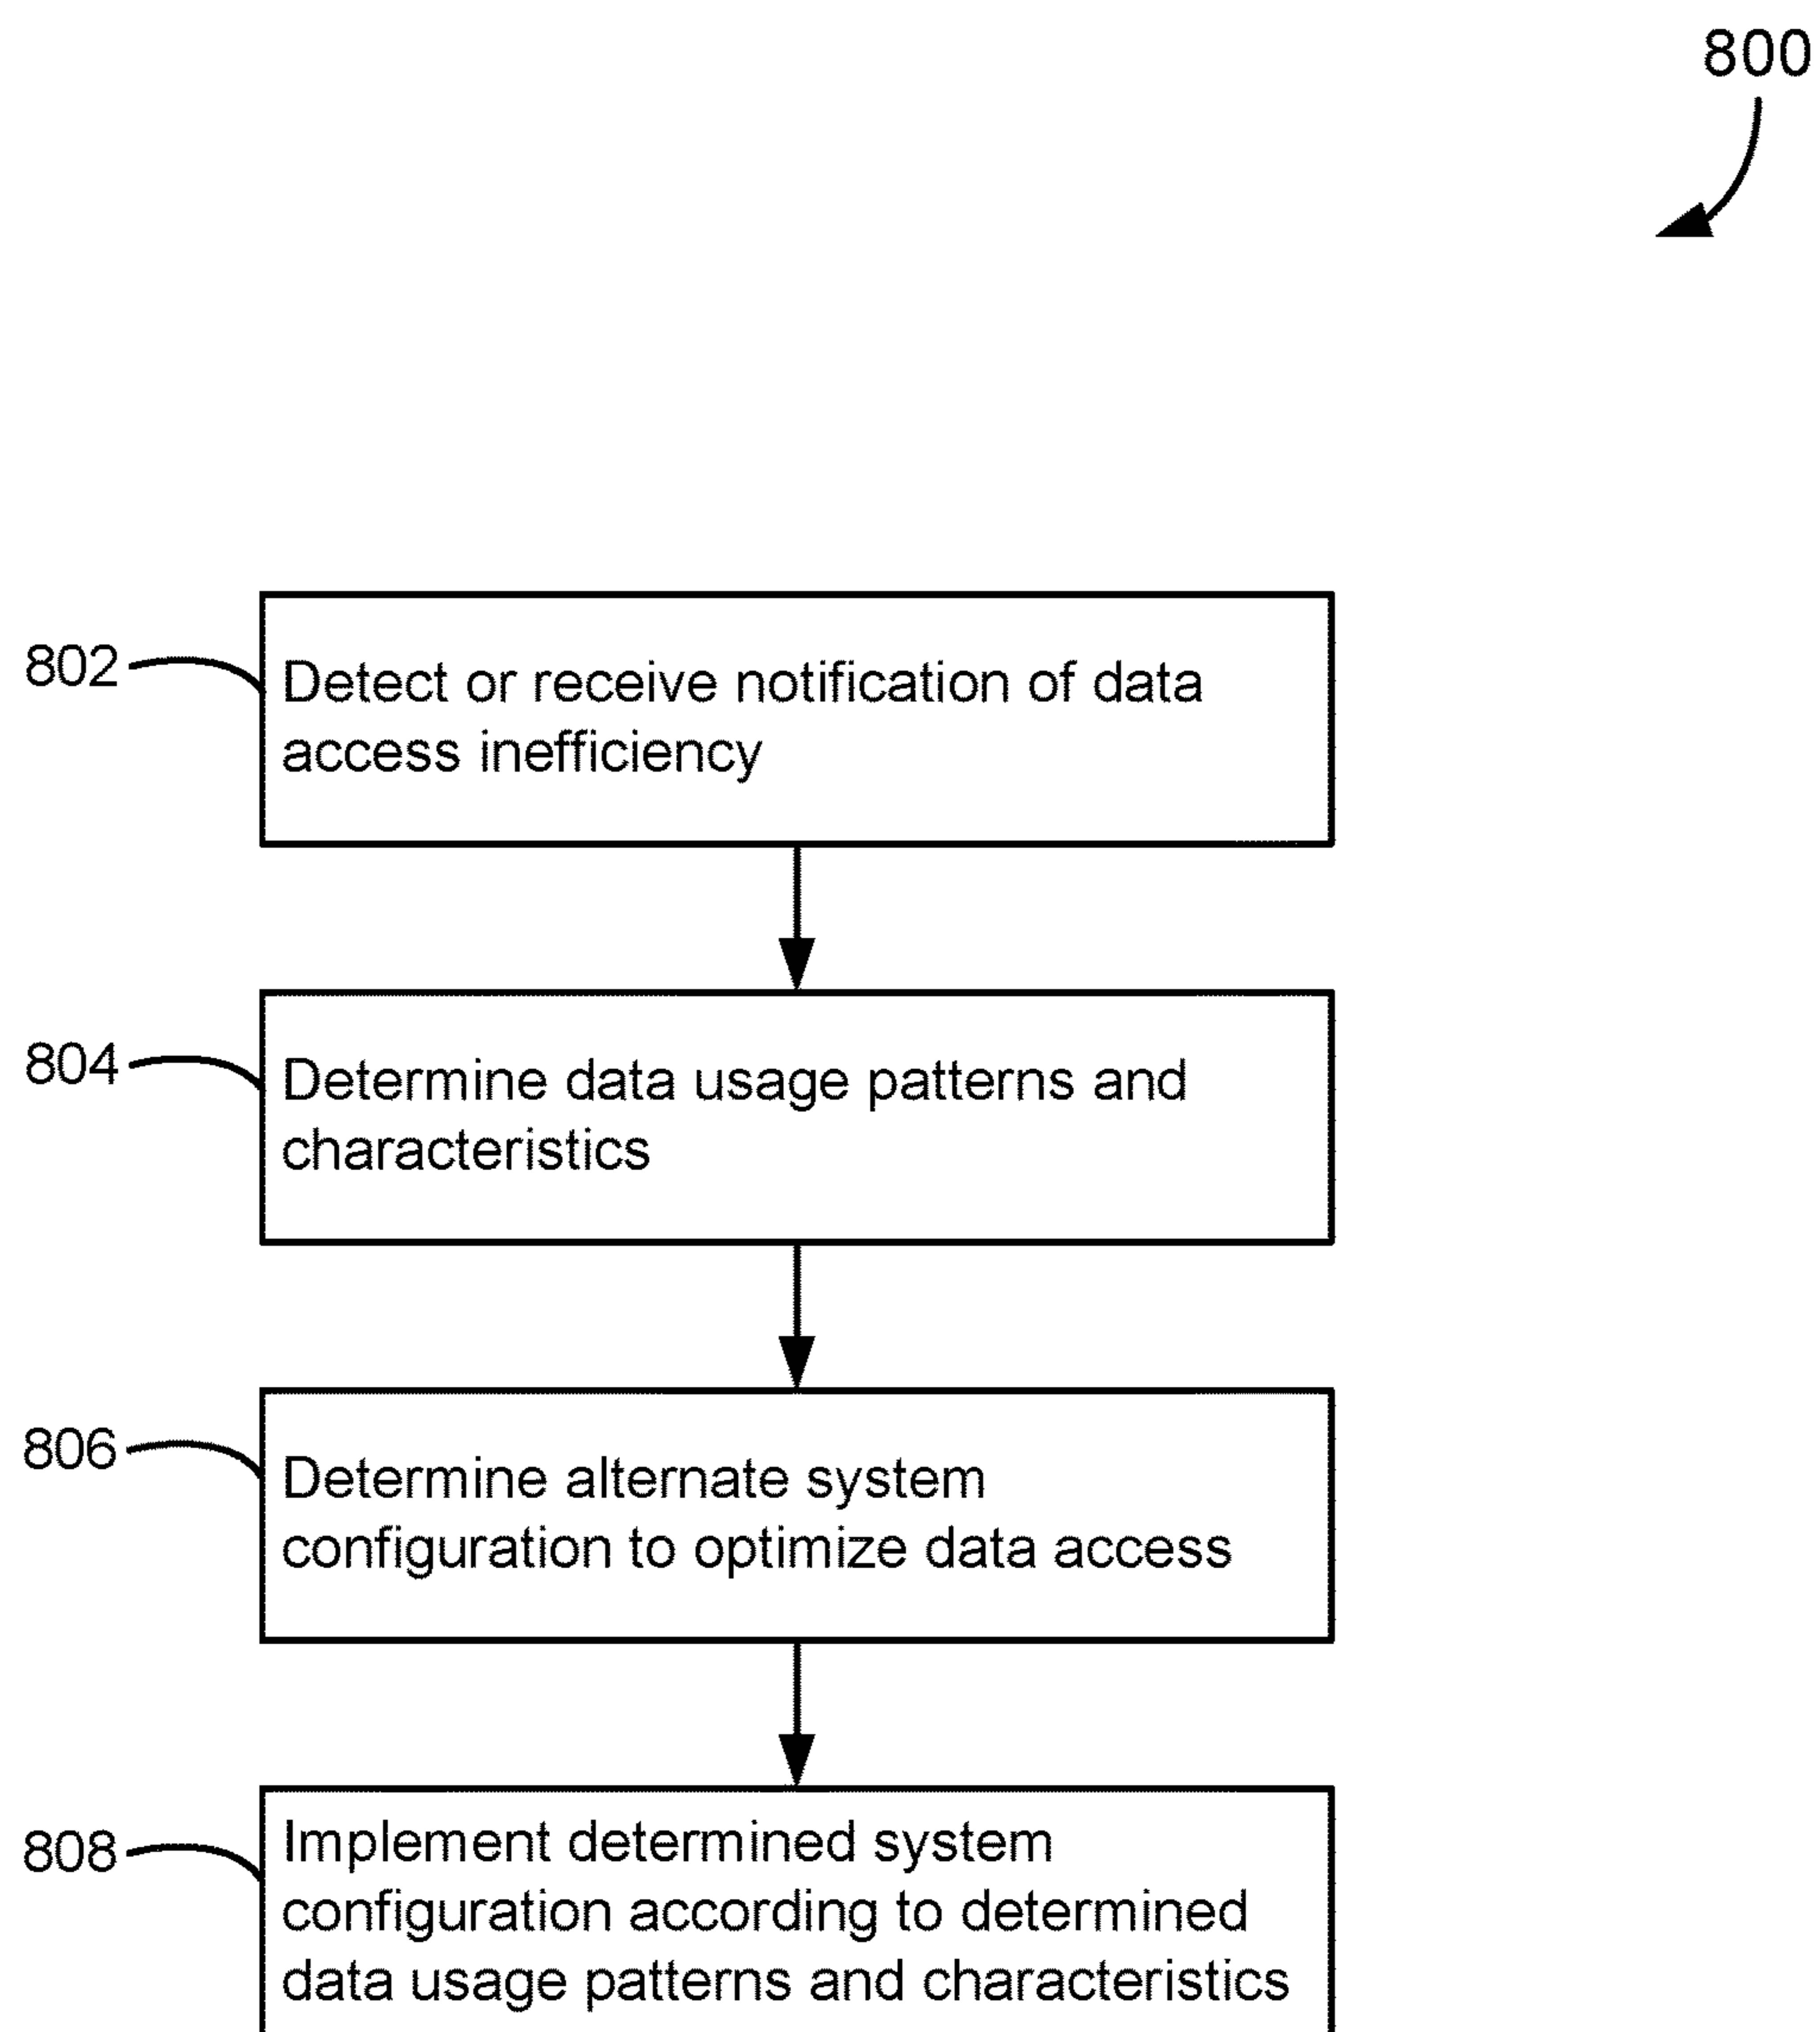 800
802
Detect or receive notification of data
access inefficiency
804
Determine data usage patterns and
characteristics
806
Determine alternate system
configuration to optimize data access
808
Implement determined system
configuration according to determined
data usage patterns and characteristics